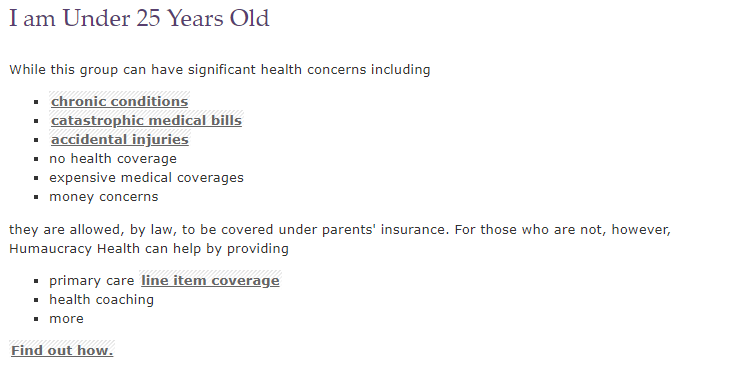 I am Under 25 Years Old
While this group can have significant health concerns including
chronic conditions
catastrophic medical bills
accidental injuries
no health coverage
expensive medical coverages
money concerns
they are allowed, by law, to be covered under parents' insurance. For those who are not, however,
Humaucracy Health can help by providing
primary care line item coverage
health coaching
more
Find out how.